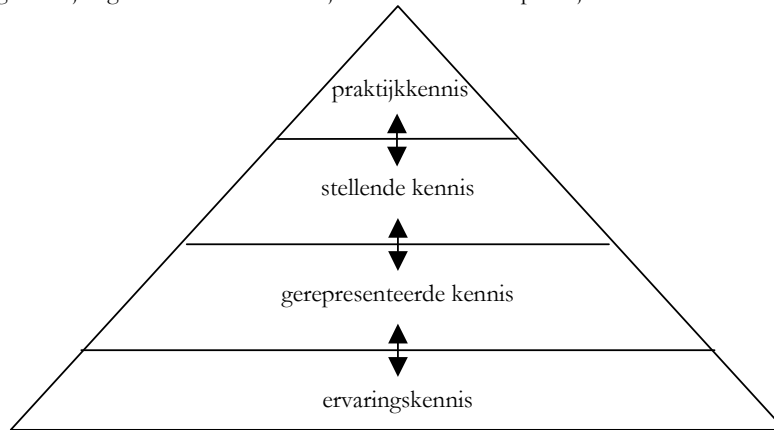 praktijkkennis
stellende kennis
gerepresenteerde kennis
ervaringskennis